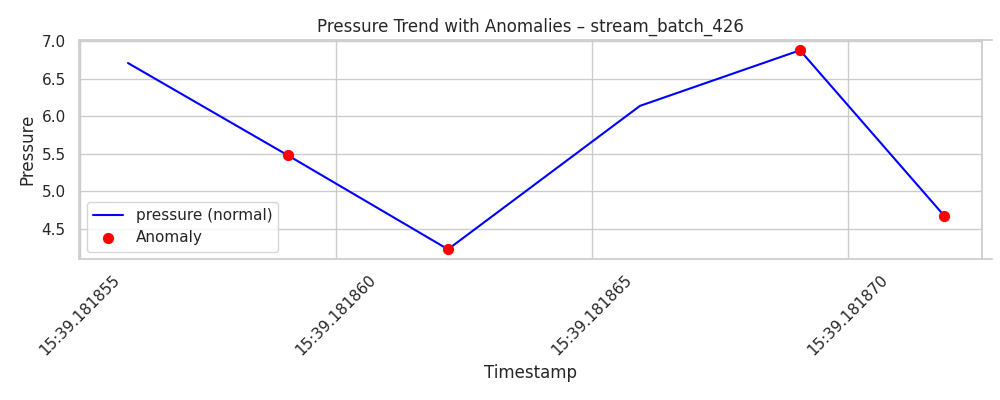 Pressure Trend with Anomalies – stream_batch_426
7.0
6.5
6.0
5.5
5.0
4.5
Pressure
pressure (normal)
Anomaly
15:39.181855
15:39.181860
15:39.181865
15:39.181870
Timestamp